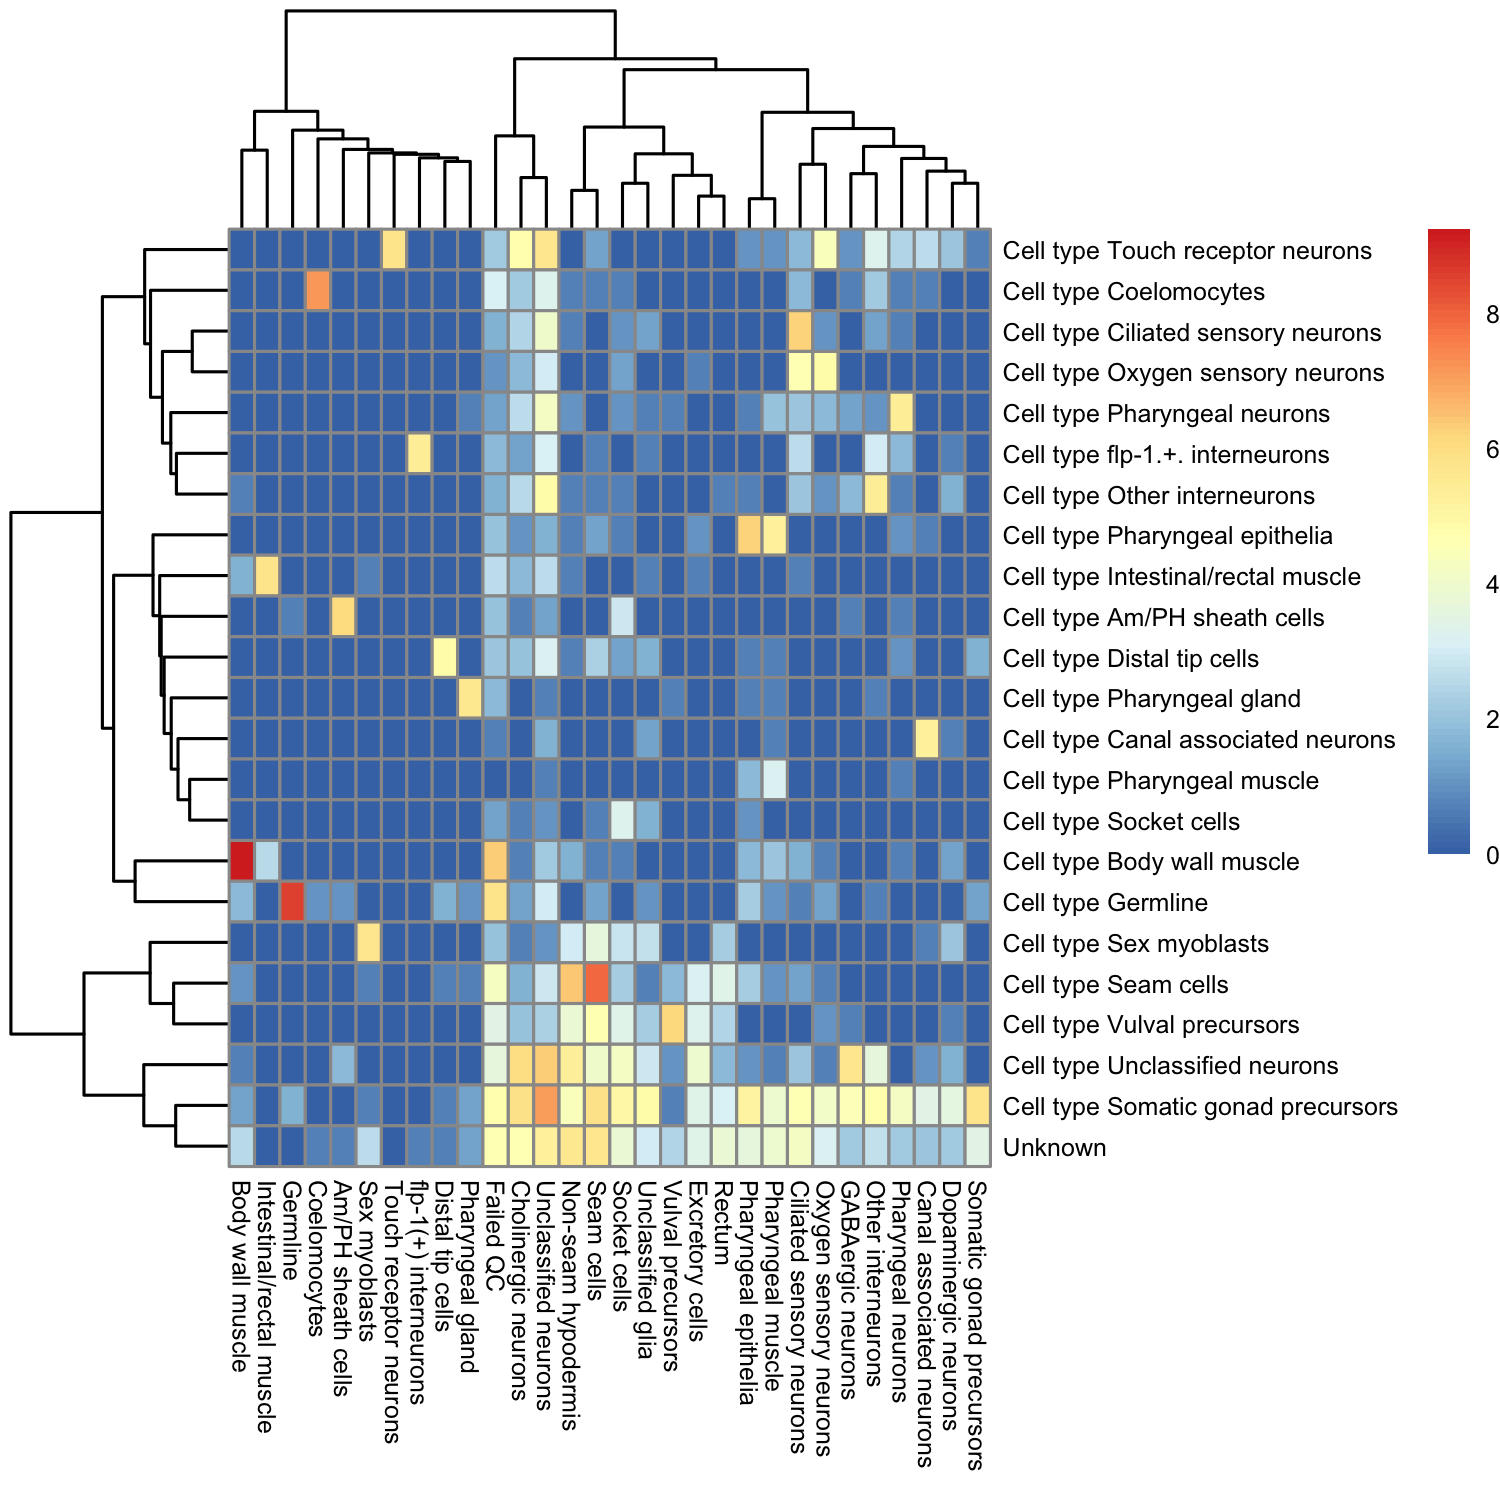 Cell type Touch receptor neurons
Cell type Coelomocytes
Cell type Ciliated sensory neurons
Cell type Oxygen sensory neurons
Cell type Pharyngeal neurons
Cell type flp-1.+. interneurons
Cell type Other interneurons
Cell type Pharyngeal epithelia
Cell type Intestinal/rectal muscle
Cell type Am/PH sheath cells
Cell type Distal tip cells
Cell type Pharyngeal gland
Cell type Canal associated neurons
Cell type Pharyngeal muscle
Cell type Socket cells
Cell type Body wall muscle
Cell type Germline
Cell type Sex myoblasts
Cell type Seam cells
Cell type Vulval precursors
Cell type Unclassified neurons
Cell type Somatic gonad precursors
Unknown
8
6
4
2
0
Body wall muscle
Intestinal/rectal muscle
Germline
Coelomocytes
Am/PH sheath cells
Sex myoblasts
Touch receptor neurons
flp-1(+) interneurons
Distal tip cells
Pharyngeal gland
Failed QC
Cholinergic neurons
Unclassified neurons
Non-seam hypodermis
Seam cells
Socket cells
Unclassified glia
Vulval precursors
Excretory cells
Rectum
Pharyngeal epithelia
Pharyngeal muscle
Ciliated sensory neurons
Oxygen sensory neurons
GABAergic neurons
Other interneurons
Pharyngeal neurons
Canal associated neurons
Dopaminergic neurons
Somatic gonad precursors